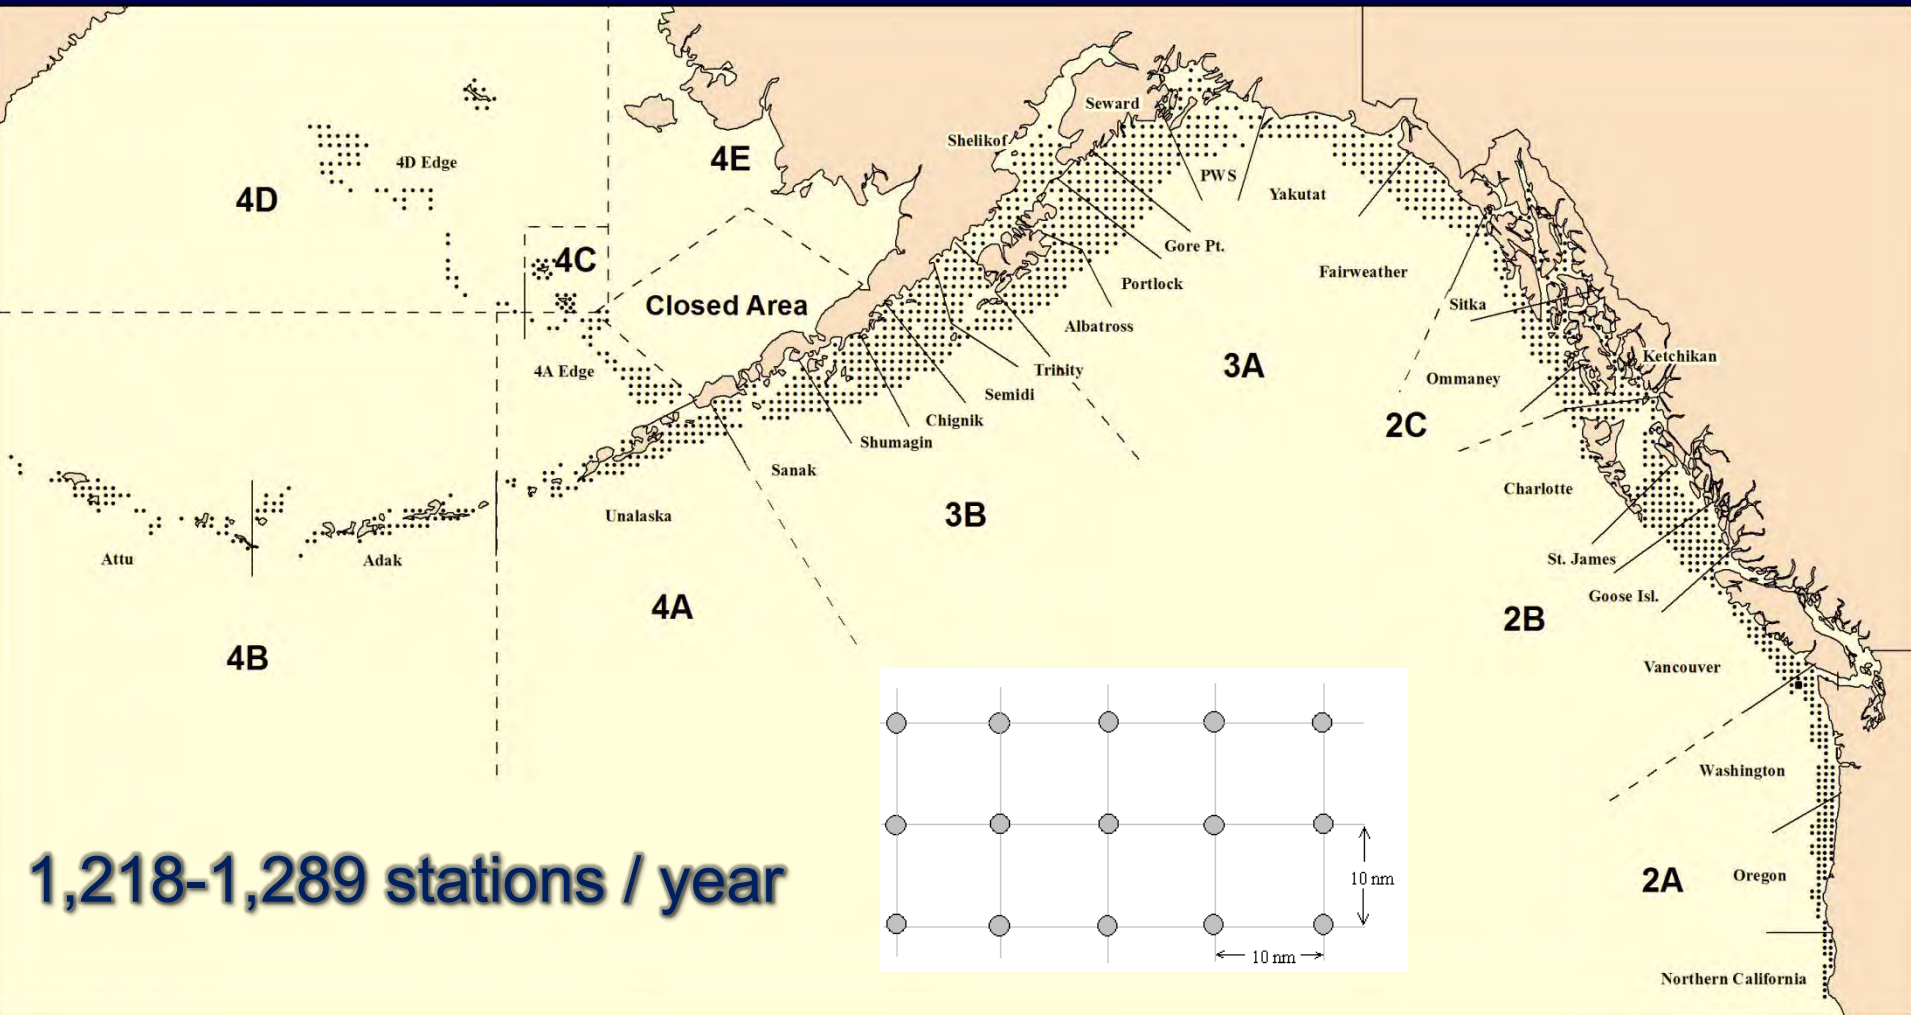 Seward
Shelikof
4E
4D Edge
4D
PWS
Yakutat
Gore Pt.
4C
Fairweather
Portlock
Closed Area
Sitka
Albatross
Ketchikan
3A
4A Edge
Trinity
Ommaney
Semidi
Chignik
2C
Shumagin
Sanak
Charlotte
Unalaska
3B
Attu
Adak
St. James
Goose Isl.
4A
2B
4B
Vancouver
Washington
Oregon
2A
Northern California
10 nm
10 nm
1,218-1,289 stations / year